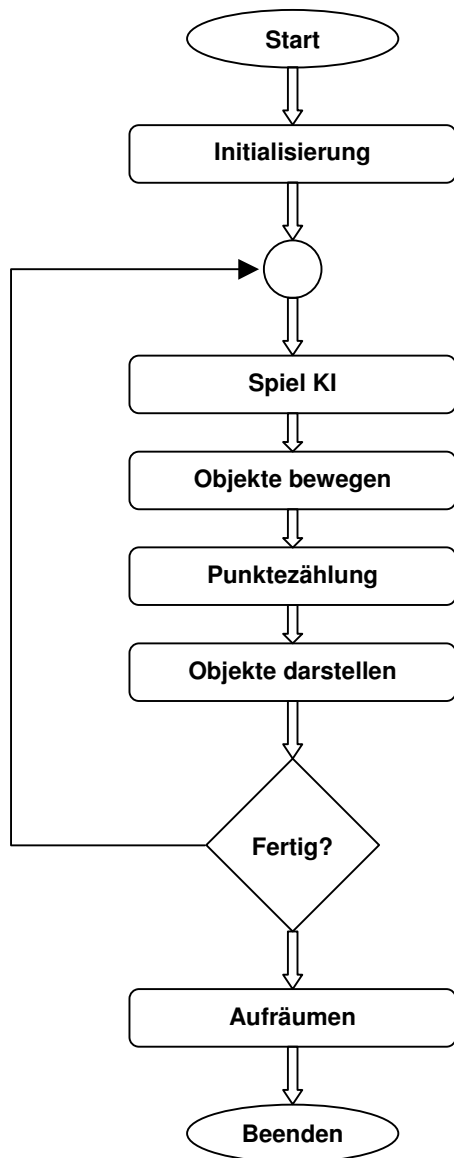 Start
Initialisierung
Spiel KI
Objekte bewegen
Punktezählung
Objekte darstellen
Fertig?
Aufräumen
Beenden